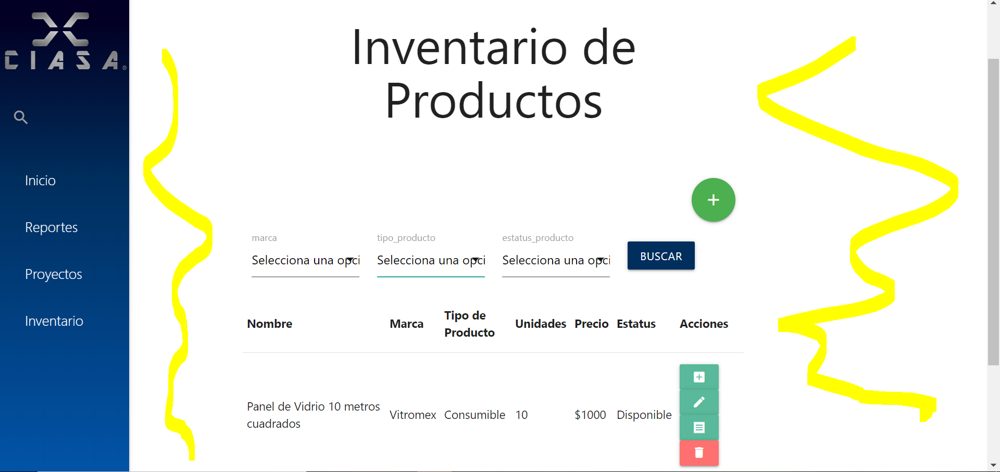 CIASA®
Inventario de
Productos
Inicio
Reportes
Proyectos
Inventario
marca tipo_producto estatus_producto
Selecciona una opci Selecciona una opci Selecciona una opci BUSCAR
Nombre Marca Tipo de Producto Unidades Precio Estatus Acciones
Panel de Vidrio 10 metros
cuadrados Vitromex Consumible 10 $1000 Disponible